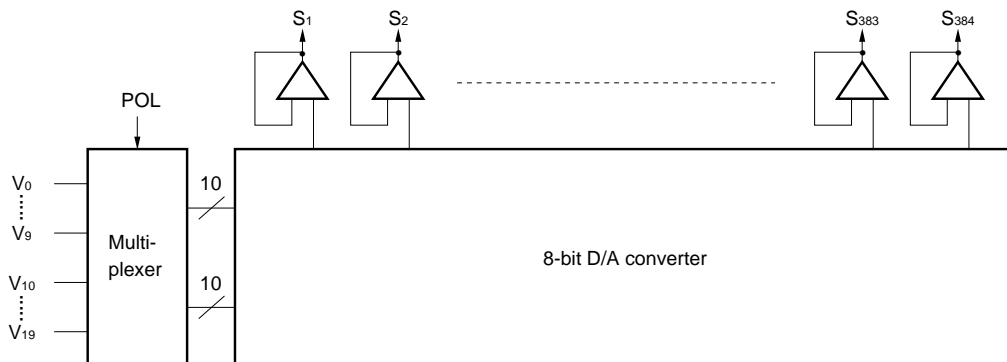 S1 S2 S383 S384
POL
V0
V9
V10
V19
Multi-
plexer
10
10
8-bit D/A converter